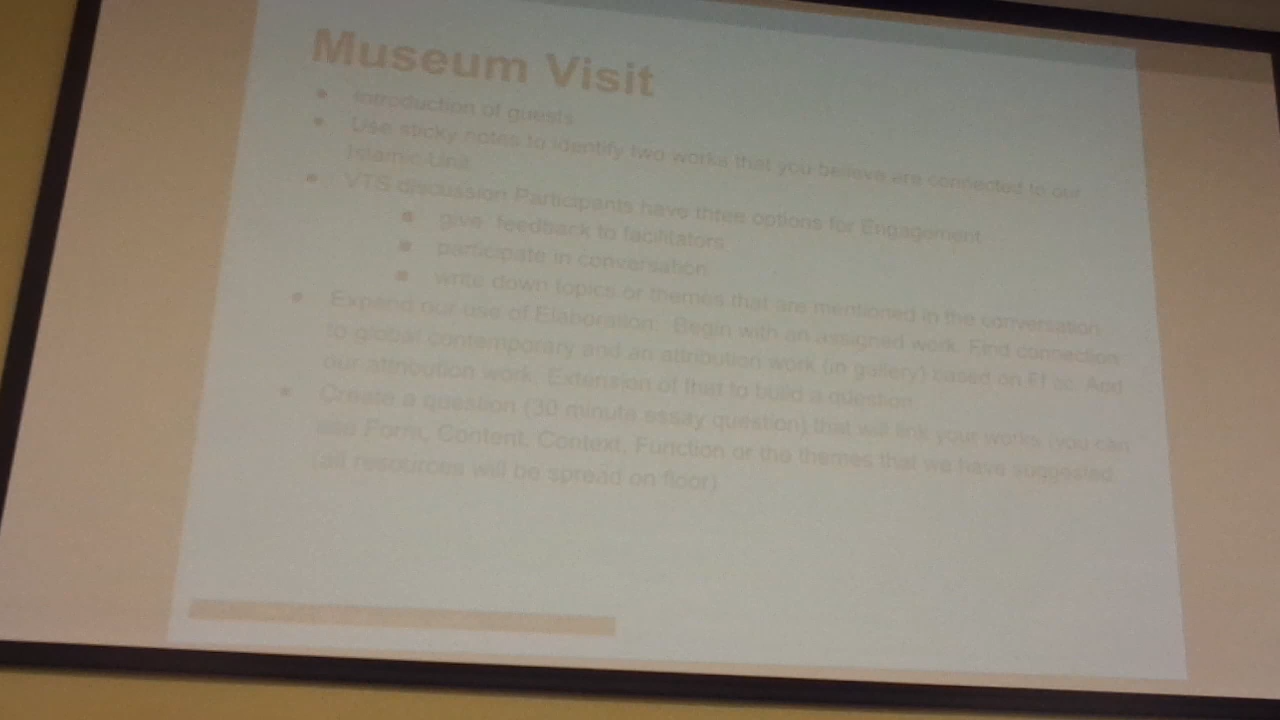 Museum Visit
Introduction of guests
Use sticky notes to identify two works that you believe are connected to our
Islamic Unit
VTS discussion Participants have three options for Engagement
give feedback to facilitators
participate in conversation
write down topics or themes that are mentioned in the conversation
Expand our use of Elaboration: Begin with an assigned work. Find connection
to global contemporary and an attribution work (in gallery) based on Add
our attribution work. Extension of that to build a question
Create a question (30 minute essay question) that will link your works (you can
use Form, Content, Context, Function or the themes that we have suggested
(all resources will be spread on floor)